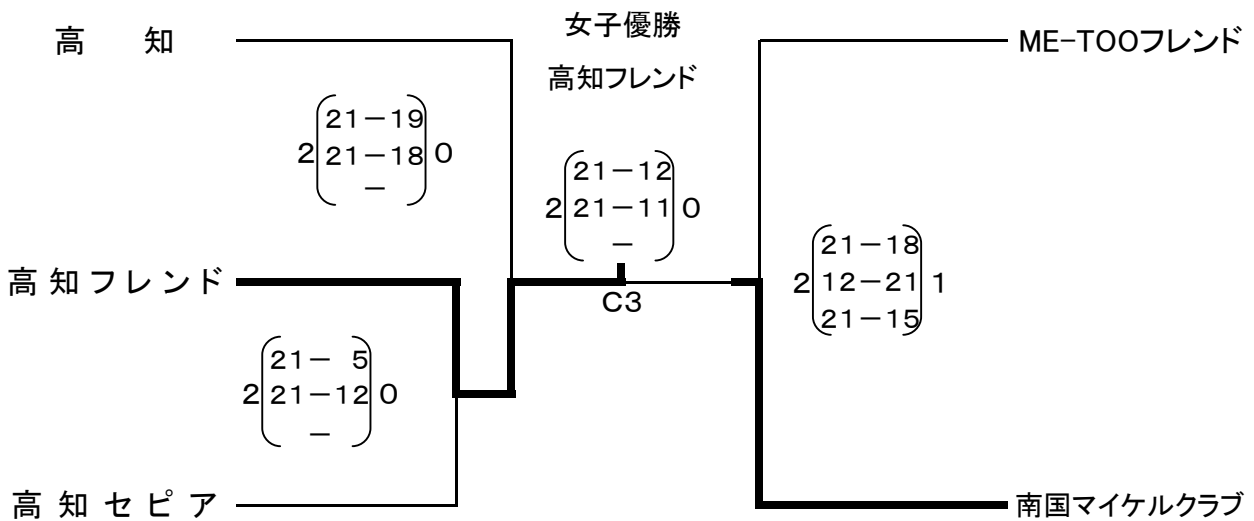 女子優勝
高知フレンド
高　知
ME-TOOフレンド
21-19
2 21-18 0
-
21-12
2 21-11 0
-
21-18
2 12-21 1
21-15
高知フレンド
C3
21- 5
2 21-12 0
-
高知セピア
南国マイケルクラブ